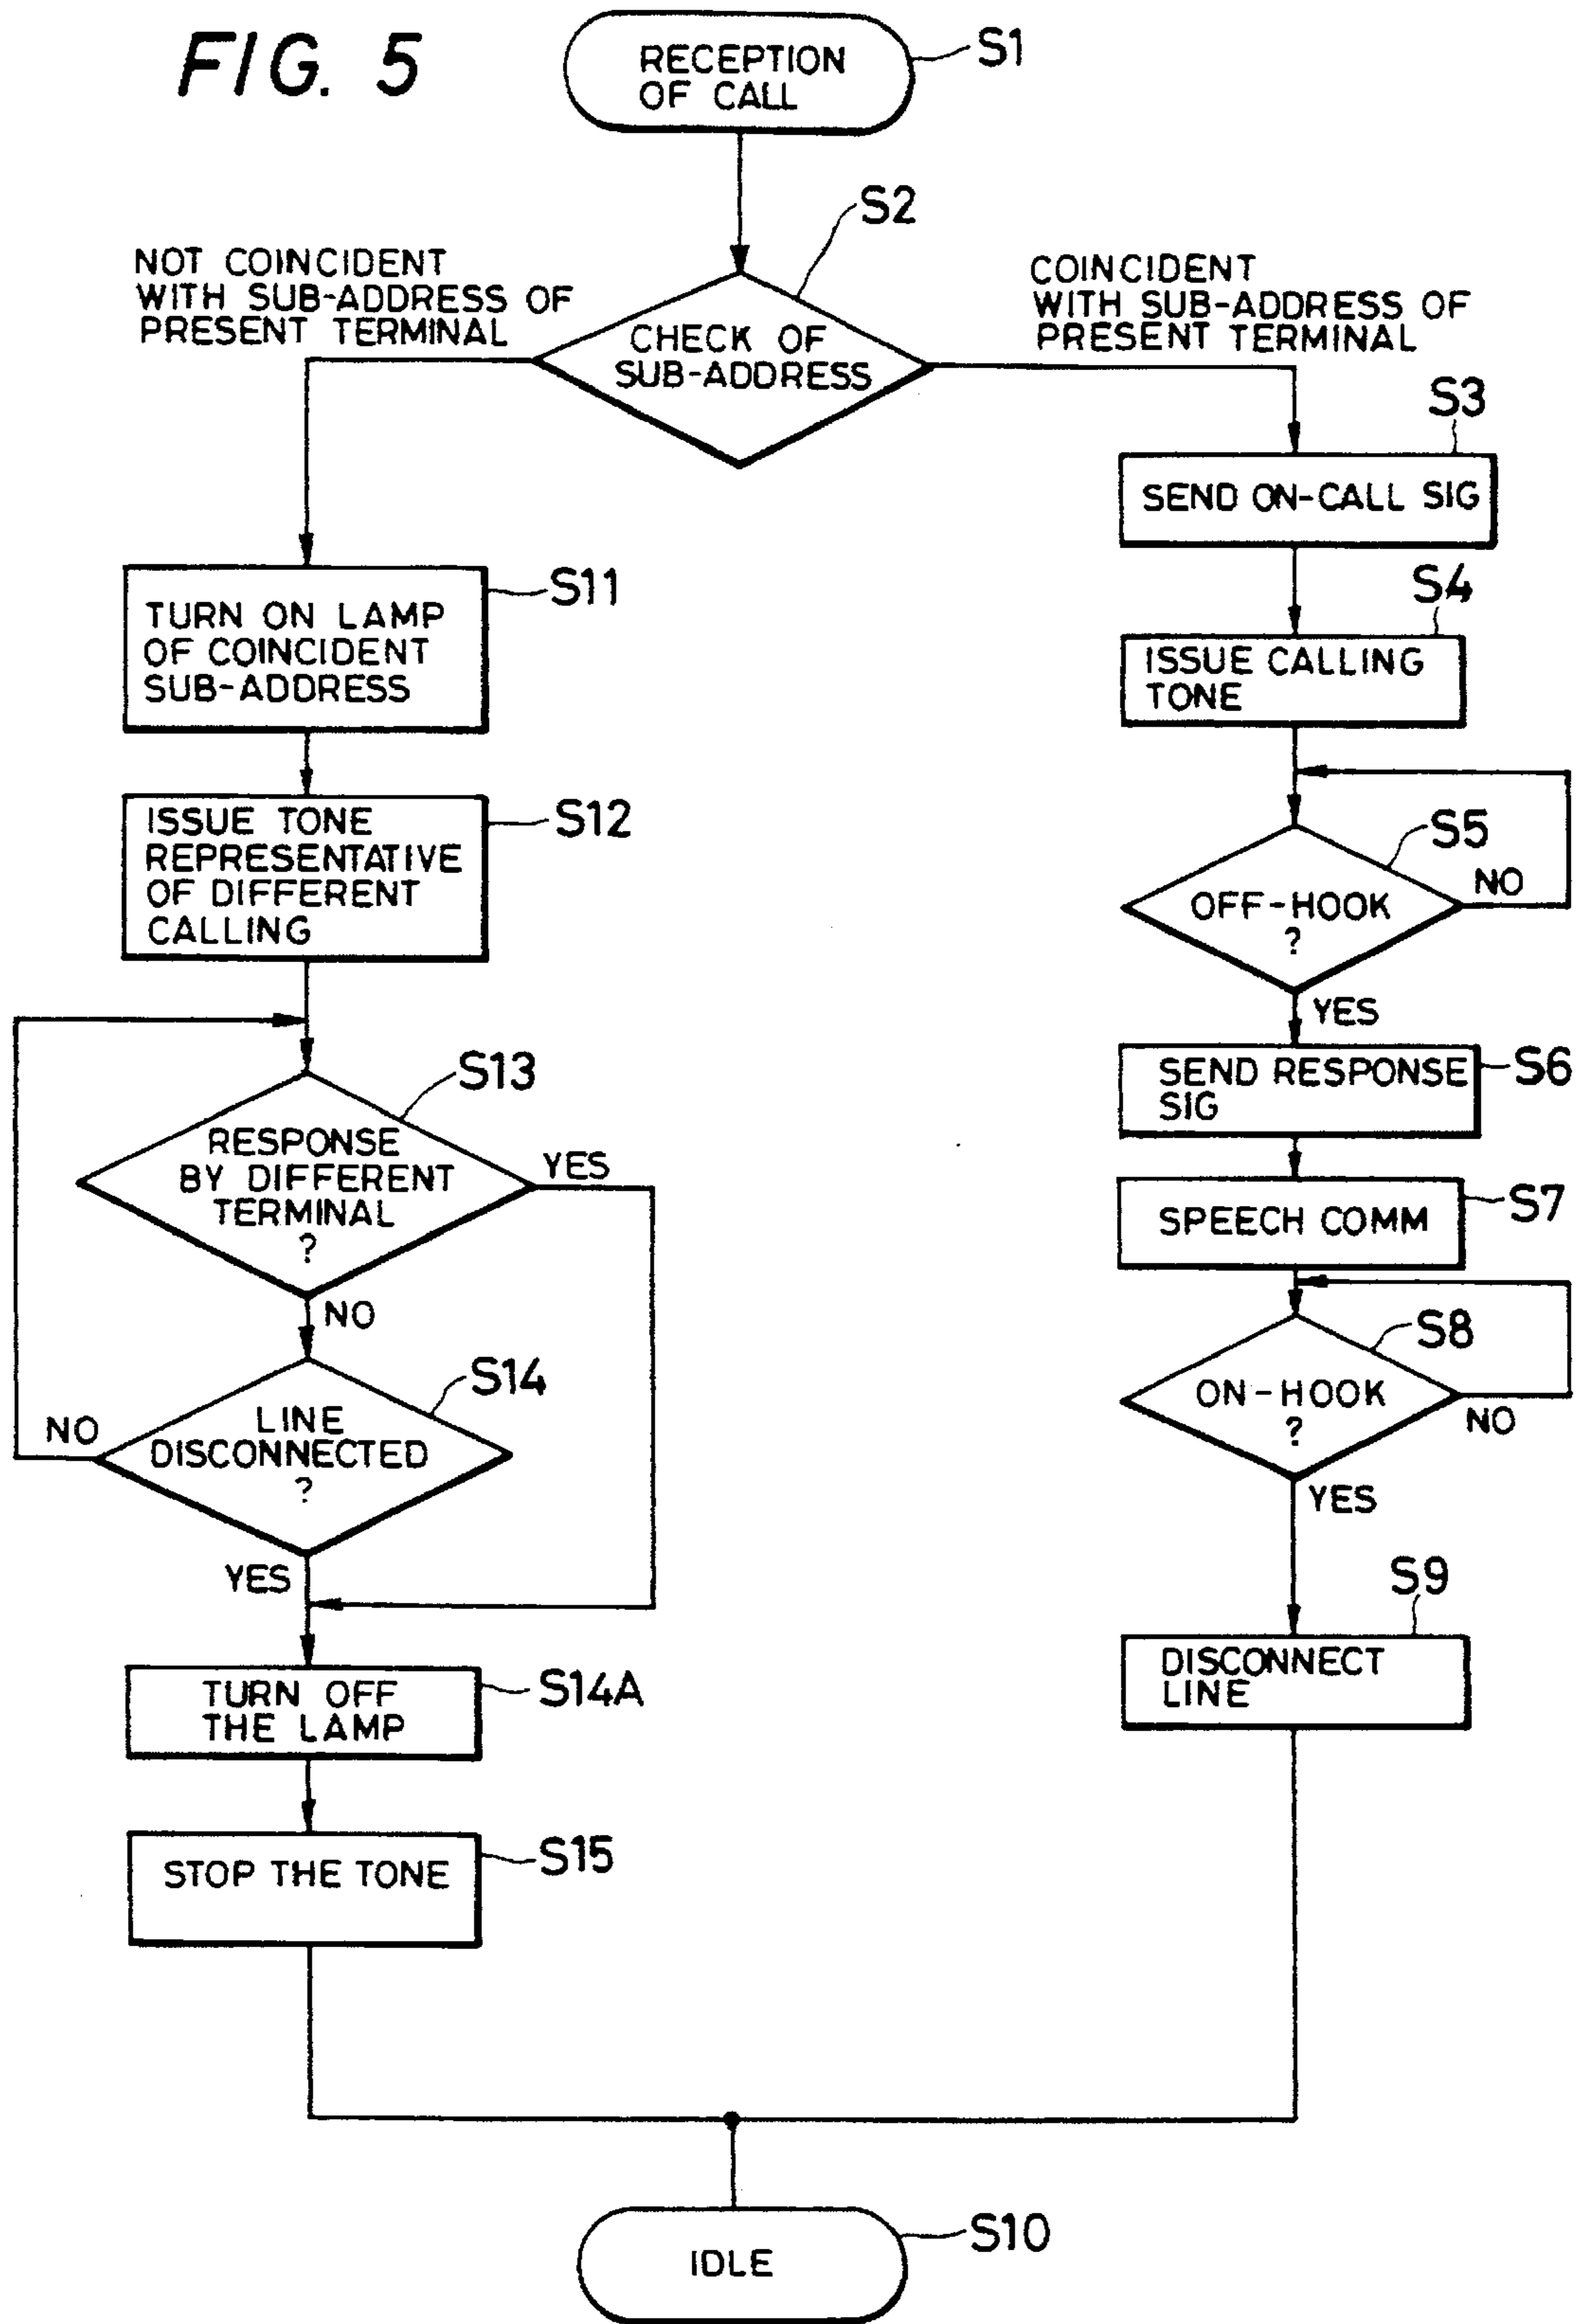 FIG. 5
RECEPTION
OF CALL
S1
S2
NOT COINCIDENT
WITH SUB-ADDRESS OF
PRESENT TERMINAL
COINCIDENT
WITH SUB-ADDRESS OF
PRESENT TERMINAL
CHECK OF
SUB-ADDRESS
S3
SEND ON-CALL SIG
S4
ISSUE CALLING
TONE
S5
OFF-HOOK
?
NO
YES
S6
SEND RESPONSE
SIG
S7
SPEECH COMM
S8
ON-HOOK
?
NO
YES
S9
DISCONNECT
LINE
S11
TURN ON LAMP
OF COINCIDENT
SUB-ADDRESS
S12
ISSUE TONE
REPRESENTATIVE
OF DIFFERENT
CALLING
S13
RESPONSE
BY DIFFERENT
TERMINAL
?
YES
NO
S14
LINE
DISCONNECTED
?
NO
YES
S14A
TURN OFF
THE LAMP
S15
STOP THE TONE
S10
IDLE